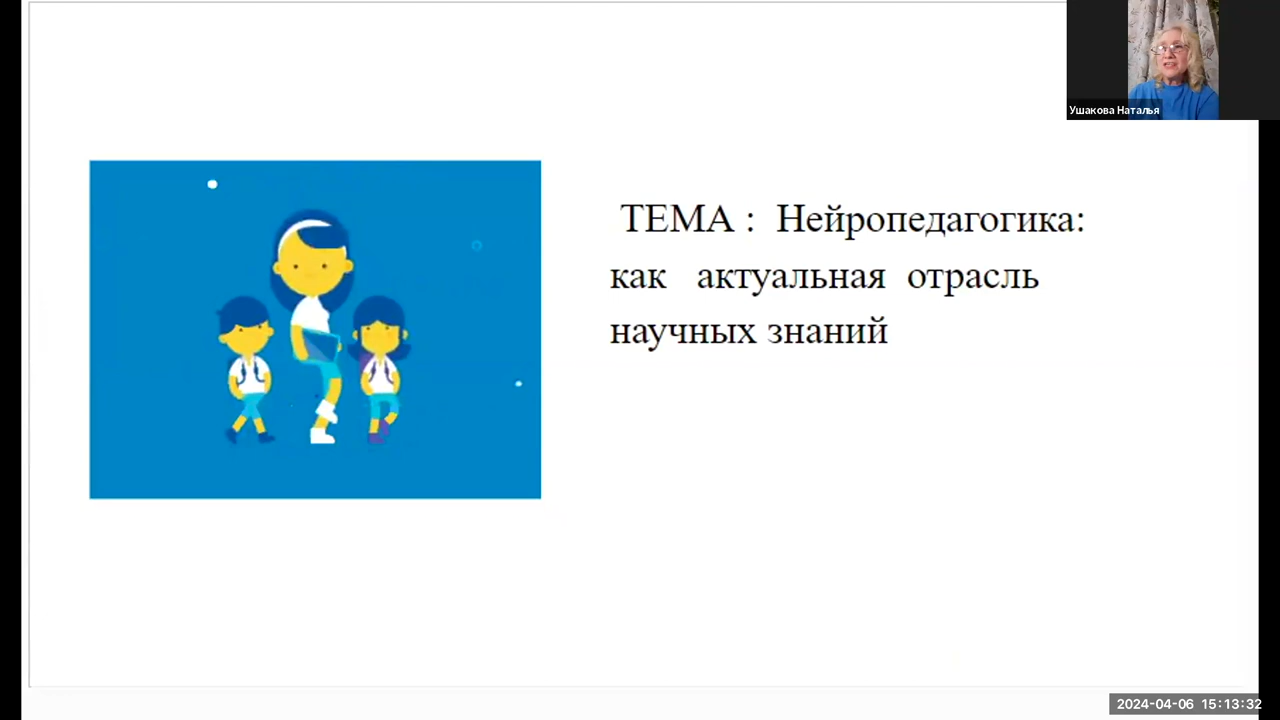 Ушакова Наталья
ТЕМА : Нейропедагогика:
как актуальная отрасль
научных знаний
2024-04-06 15:13:32